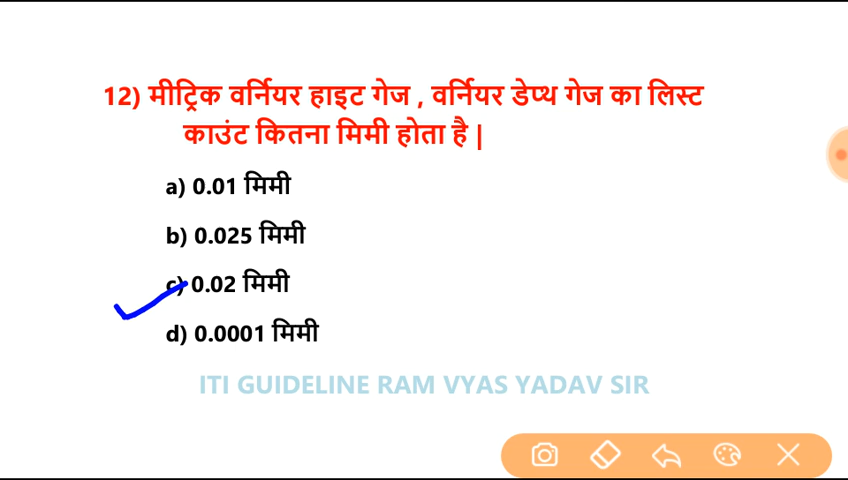 12) मीट्रिक वर्नियर हाइट गेज , वर्नियर डेप्थ गेज का लिस्ट
काउंट कितना मिमी होता है |
a) 0.01 मिमी
b) 0.025 मिमी
c) 0.02 मिमी
d) 0.0001 मिमी
ITI GUIDELINE RAM VYAS YADAV SIR